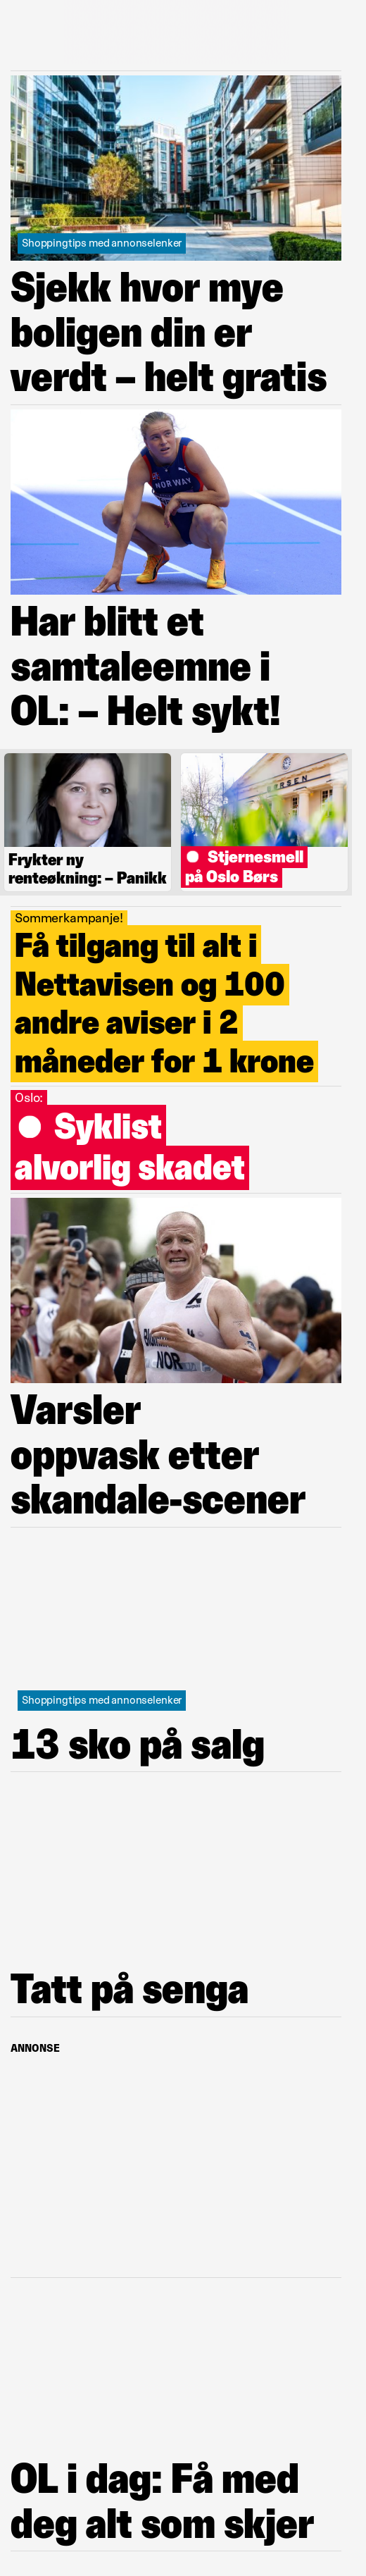 Shoppingtips med annonselenker
Sjekk hvor mye
boligen din er
verdt – helt gratis
NORWAY
Har blitt et
samtaleemne i
OL: – Helt sykt!
Frykter ny
renteøkning: – Panikk
Stjernesmell
på Oslo Børs
Sommerkampanje!
Få tilgang til alt i
Nettavisen og 100
andre aviser i 2
måneder for 1 krone
Oslo:
Syklist
alvorlig skadet
NOR
Varsler
oppvask etter
skandale-scener
Shoppingtips med annonselenker
13 sko på salg
Tatt på senga
ANNONSE
OL i dag: Få med
deg alt som skjer